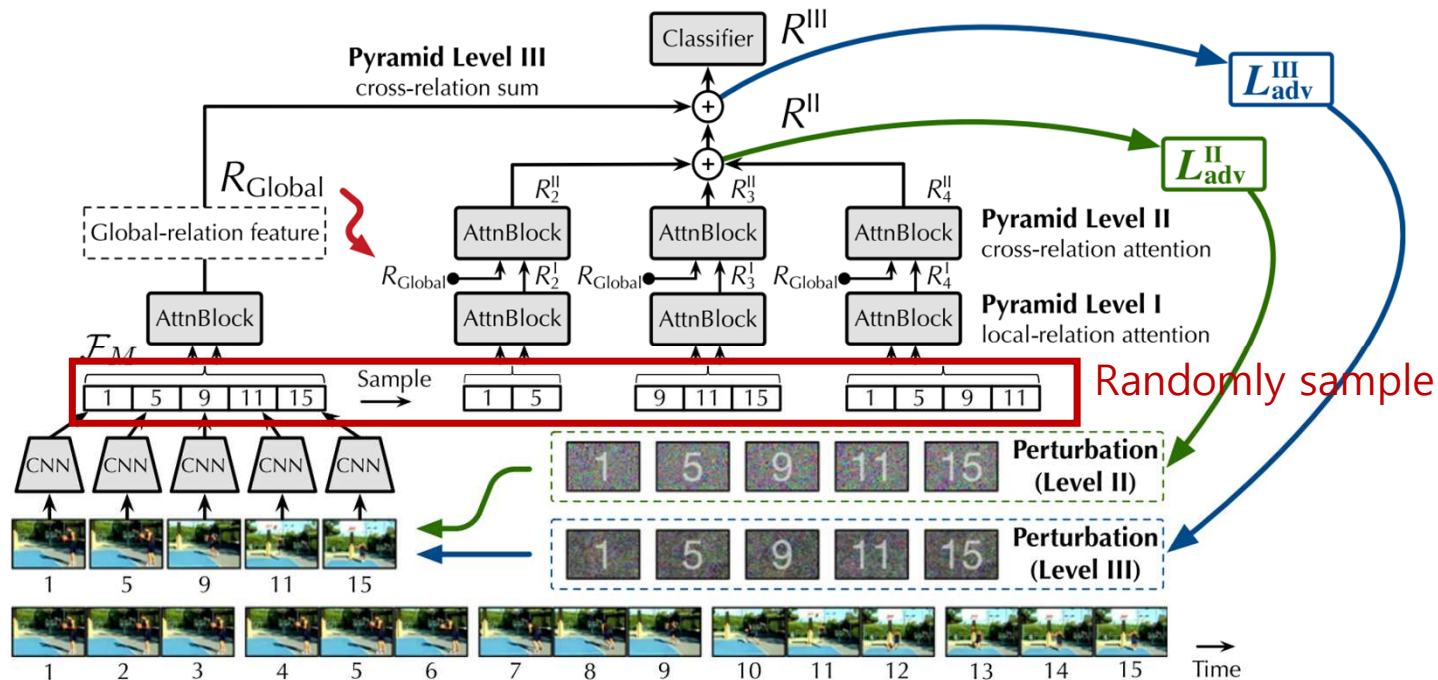 Classifier
R^III
Pyramid Level III
cross-relation sum
+
L^III_adv
R^II
+
L^II_adv
R_Global
Global-relation feature
R^II_2
R^II_3
R^II_4
AttnBlock
AttnBlock
AttnBlock
Pyramid Level II
cross-relation attention
R_Global
R^I_2
R_Global
R^I_3
R_Global
R^I_4
AttnBlock
AttnBlock
AttnBlock
AttnBlock
Pyramid Level I
local-relation attention
F_M
Sample
Randomly sample
1 5 9 11 15
1 5
9 11 15
1 5 9 11
CNN CNN CNN CNN CNN
1 5 9 11 15
Perturbation
(Level II)
1 5 9 11 15
Perturbation
(Level III)
1 5 9 11 15
1 2 3 4 5 6 7 8 9 10 11 12 13 14 15
Time